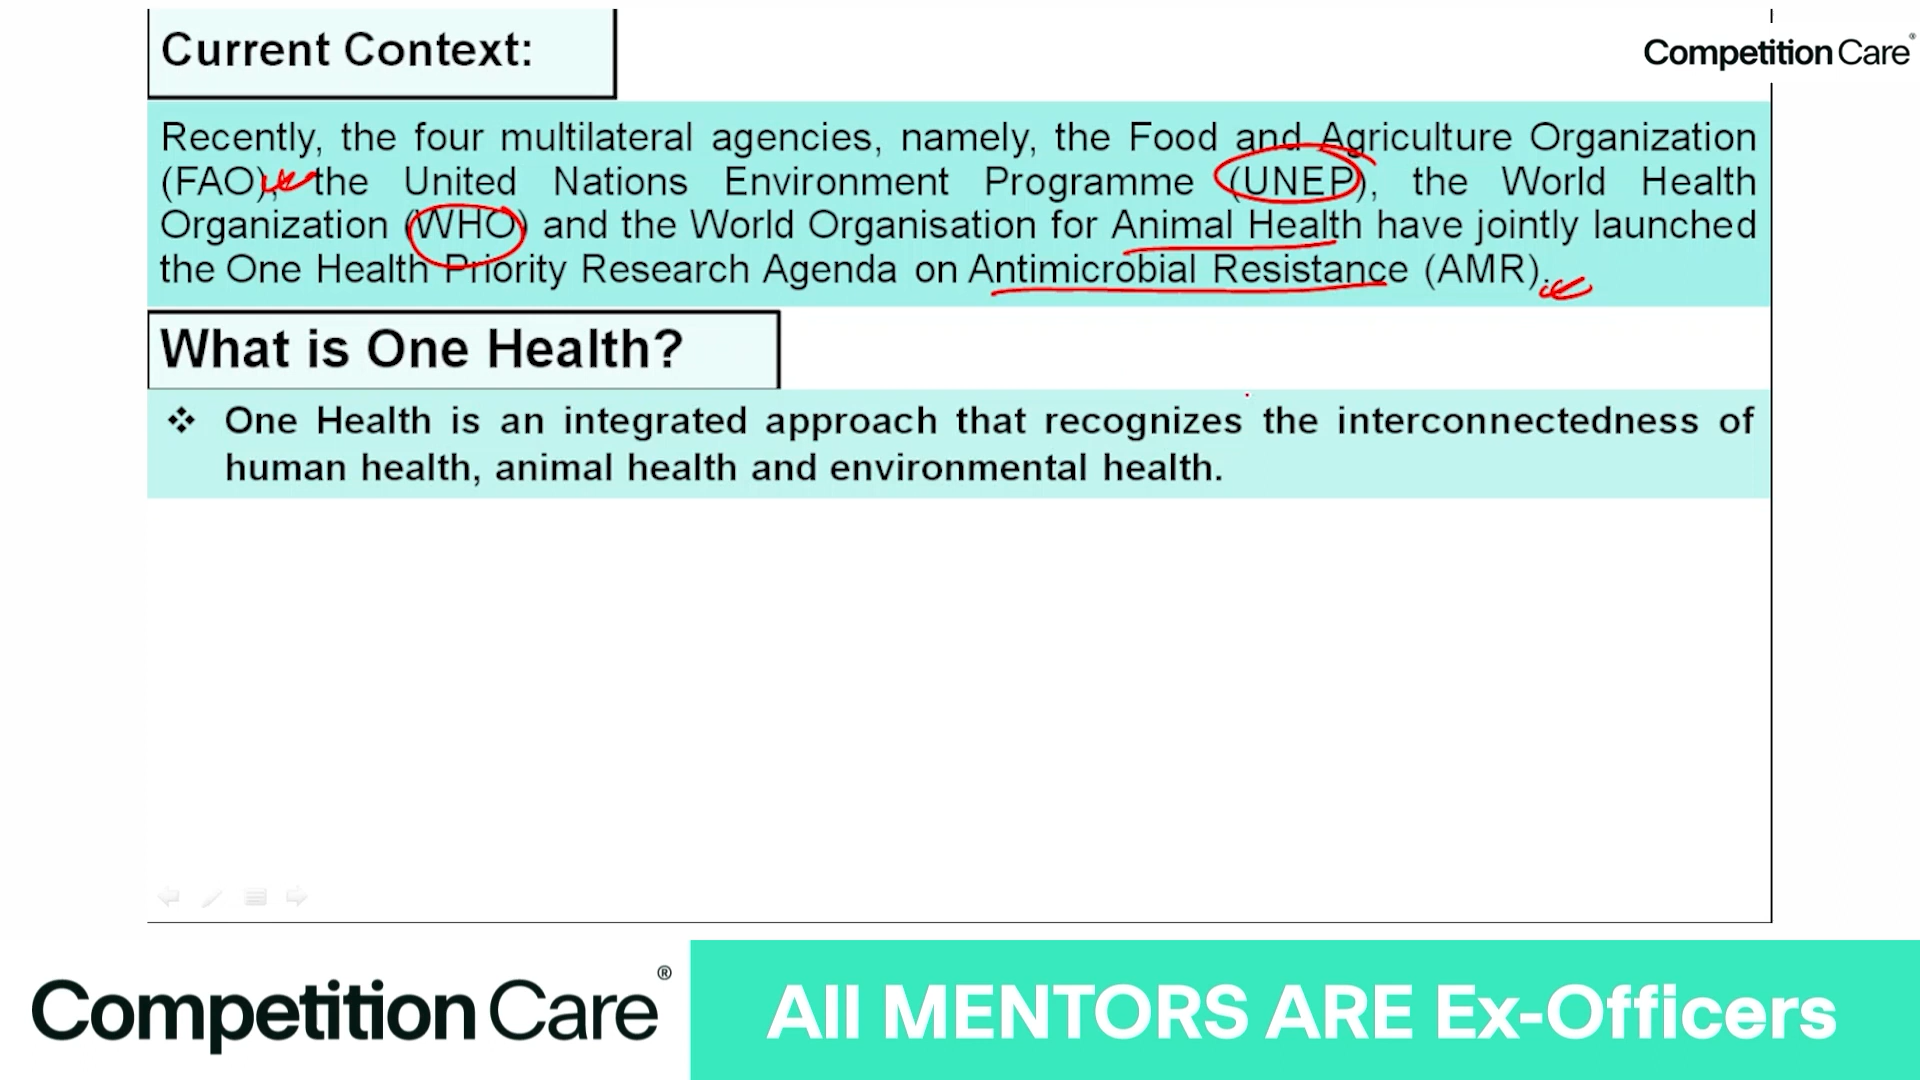 Current Context:
Competition Care®
Recently, the four multilateral agencies, namely, the Food and Agriculture Organization
(FAO), the United Nations Environment Programme (UNEP), the World Health
Organization (WHO) and the World Organisation for Animal Health have jointly launched
the One Health Priority Research Agenda on Antimicrobial Resistance (AMR).
What is One Health?
❖ One Health is an integrated approach that recognizes the interconnectedness of
human health, animal health and environmental health.
Competition Care®
All MENTORS ARE Ex-Officers